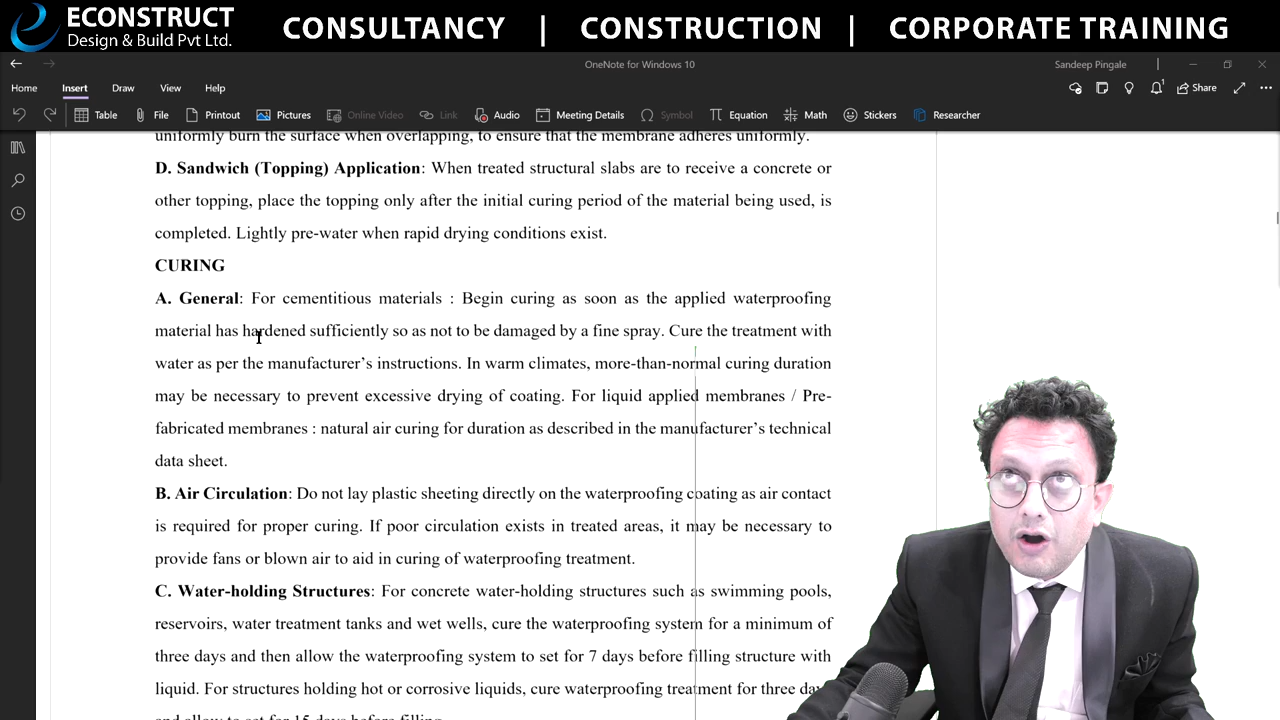 ECONSTRUCT
Design & Build Pvt Ltd.
CONSULTANCY | CONSTRUCTION | CORPORATE TRAINING
OneNote for Windows 10
Sandeep Pingale
Home Insert Draw View Help
Share
Table File Printout Pictures Online Video Link Audio Meeting Details Symbol Equation Math Stickers Researcher
uniformly burn the surface when overlapping, to ensure that the membrane adheres uniformly.
D. Sandwich (Topping) Application: When treated structural slabs are to receive a concrete or
other topping, place the topping only after the initial curing period of the material being used, is
completed. Lightly pre-water when rapid drying conditions exist.
CURING
A. General: For cementitious materials : Begin curing as soon as the applied waterproofing
material has hardened sufficiently so as not to be damaged by a fine spray. Cure the treatment with
water as per the manufacturer’s instructions. In warm climates, more-than-normal curing duration
may be necessary to prevent excessive drying of coating. For liquid applied membranes / Pre-
fabricated membranes : natural air curing for duration as described in the manufacturer’s technical
data sheet.
B. Air Circulation: Do not lay plastic sheeting directly on the waterproofing coating as air contact
is required for proper curing. If poor circulation exists in treated areas, it may be necessary to
provide fans or blown air to aid in curing of waterproofing treatment.
C. Water-holding Structures: For concrete water-holding structures such as swimming pools,
reservoirs, water treatment tanks and wet wells, cure the waterproofing system for a minimum of
three days and then allow the waterproofing system to set for 7 days before filling structure with
liquid. For structures holding hot or corrosive liquids, cure waterproofing treatment for three days
and allow to set for 15 days before filling.